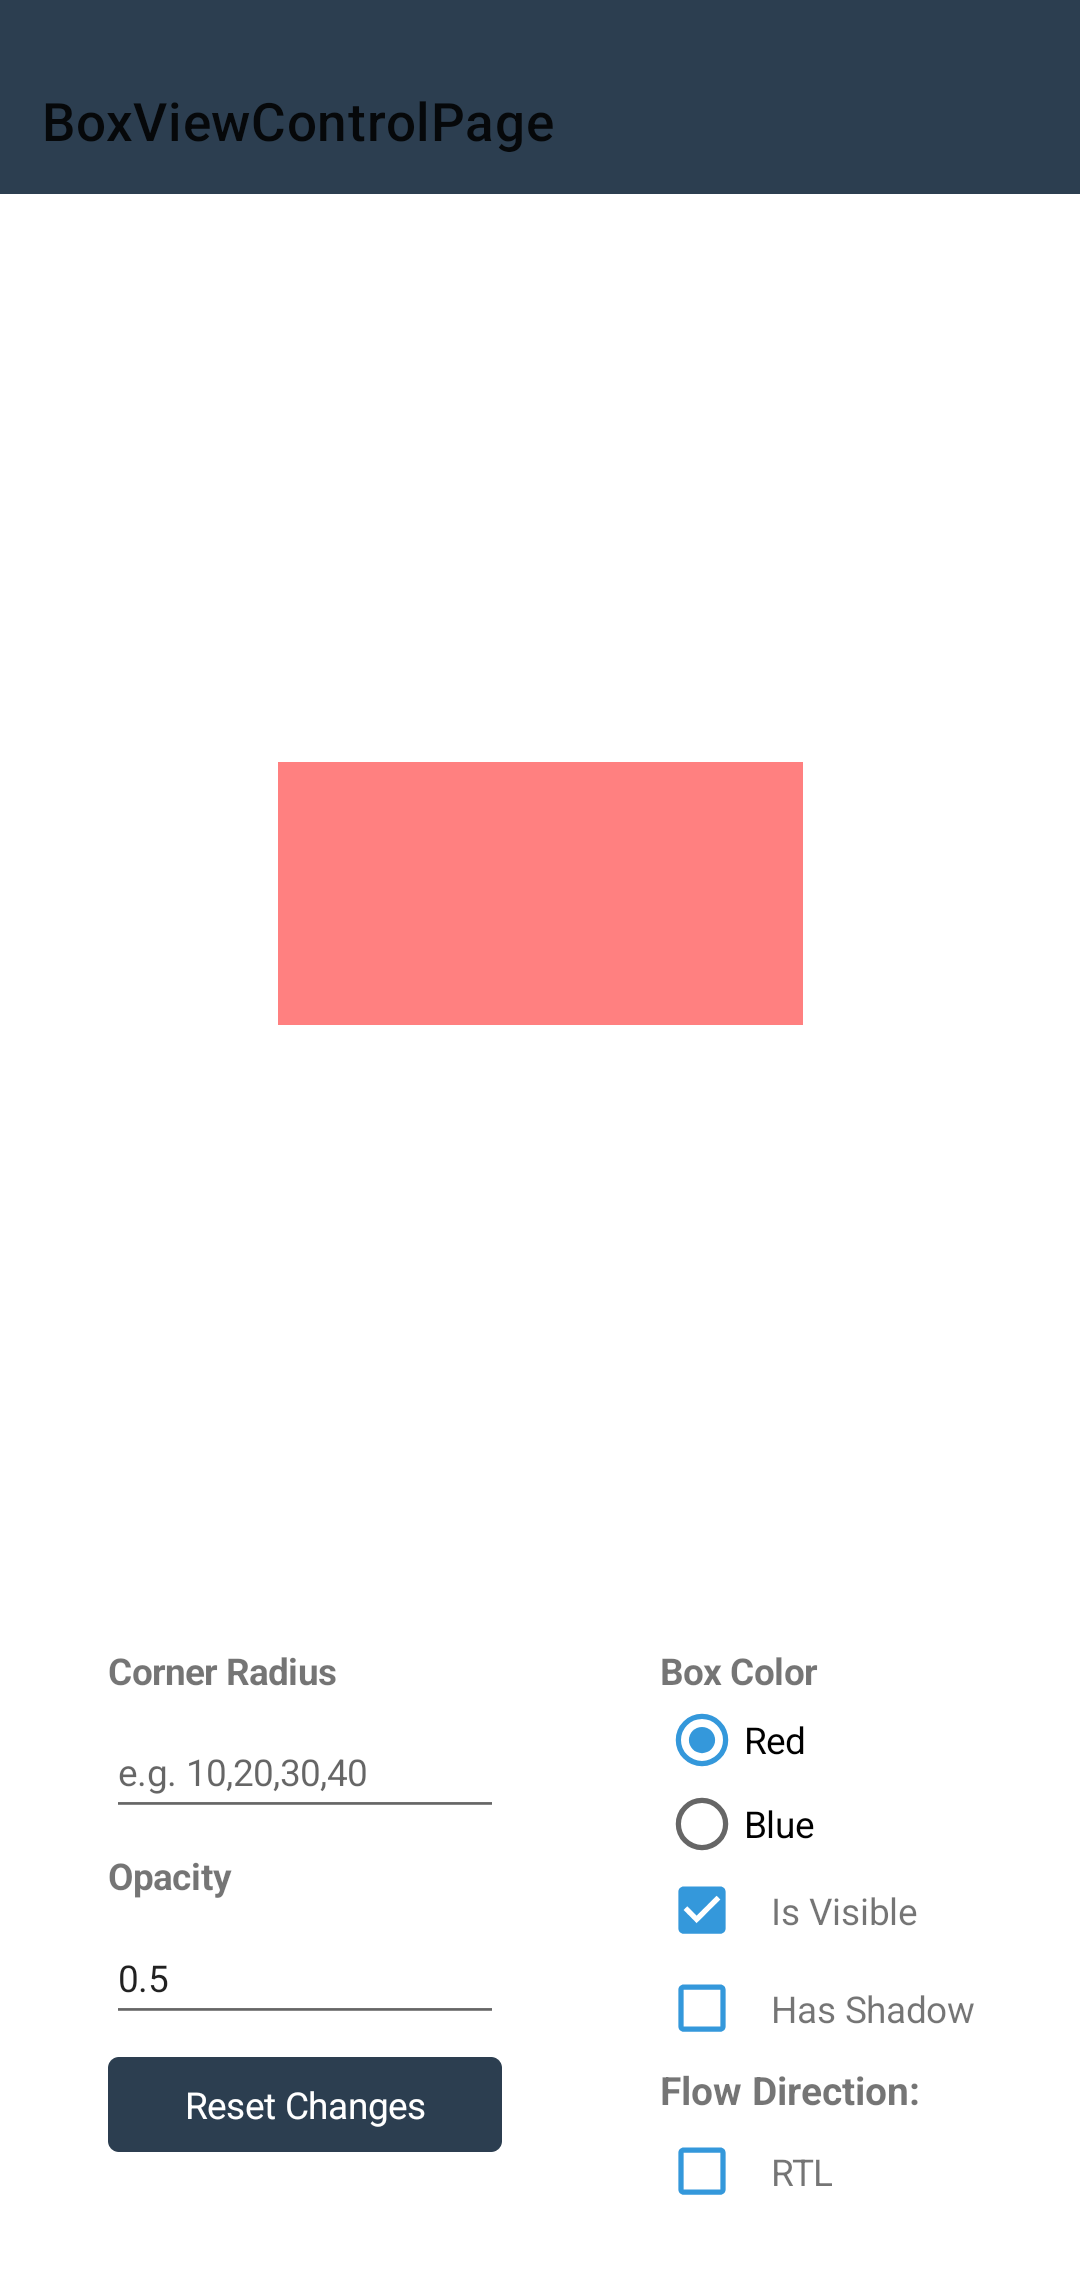 BoxViewControlPage
Corner Radius
e.g. 10,20,30,40
Opacity
0.5
Reset Changes
Box Color
Red
Blue
Is Visible
Has Shadow
Flow Direction:
RTL